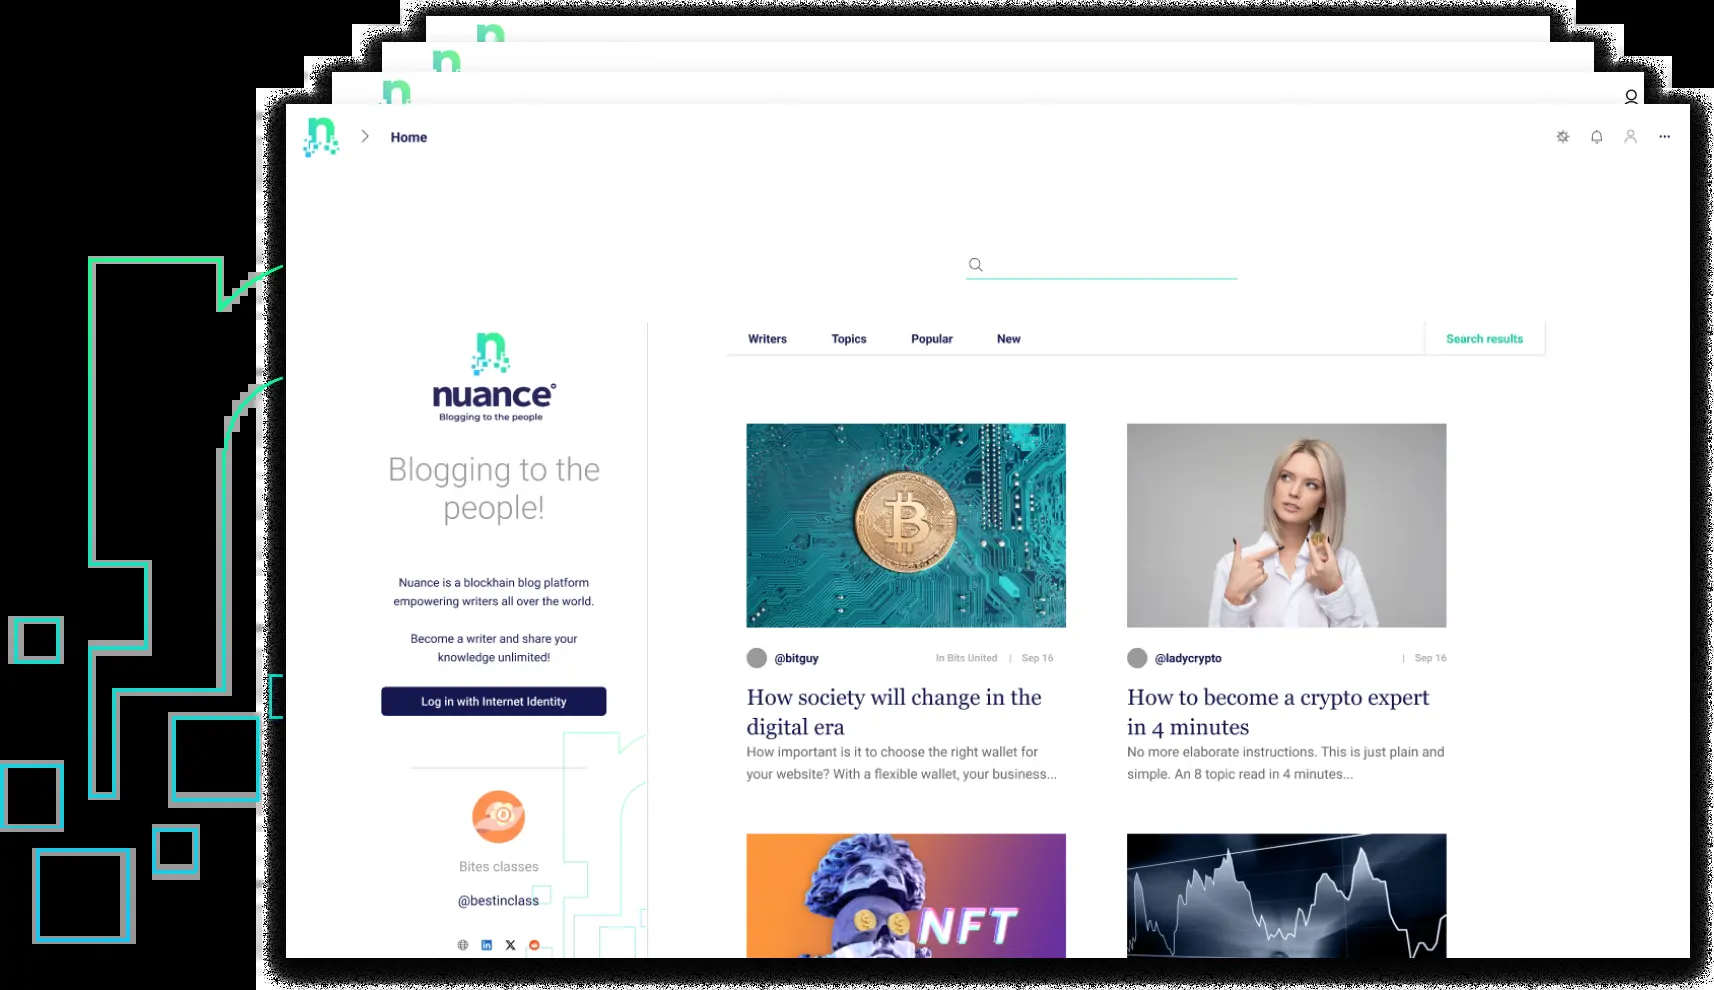 Home
nuance
Blogging to the people
Blogging to the
people!
Nuance is a blockhain blog platform
empowering writers all over the world.
Become a writer and share your
knowledge unlimited!
Log in with Internet Identity
Bites classes
@bestinclass
Writers Topics Popular New Search results
@bitguy In Bits United | Sep 16
How society will change in the
digital era
How important is it to choose the right wallet for
your website? With a flexible wallet, your business...
@ladycrypto | Sep 16
How to become a crypto expert
in 4 minutes
No more elaborate instructions. This is just plain and
simple. An 8 topic read in 4 minutes...
NFT